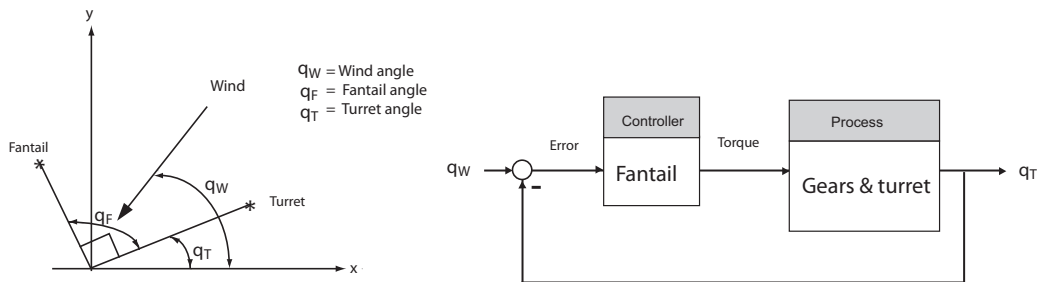 y
Fantail
Wind
qW = Wind angle
qF = Fantail angle
qT = Turret angle
qW
Turret
qF
qT
x
Controller
Process
qW
Error
Fantail
Torque
Gears & turret
qT
-